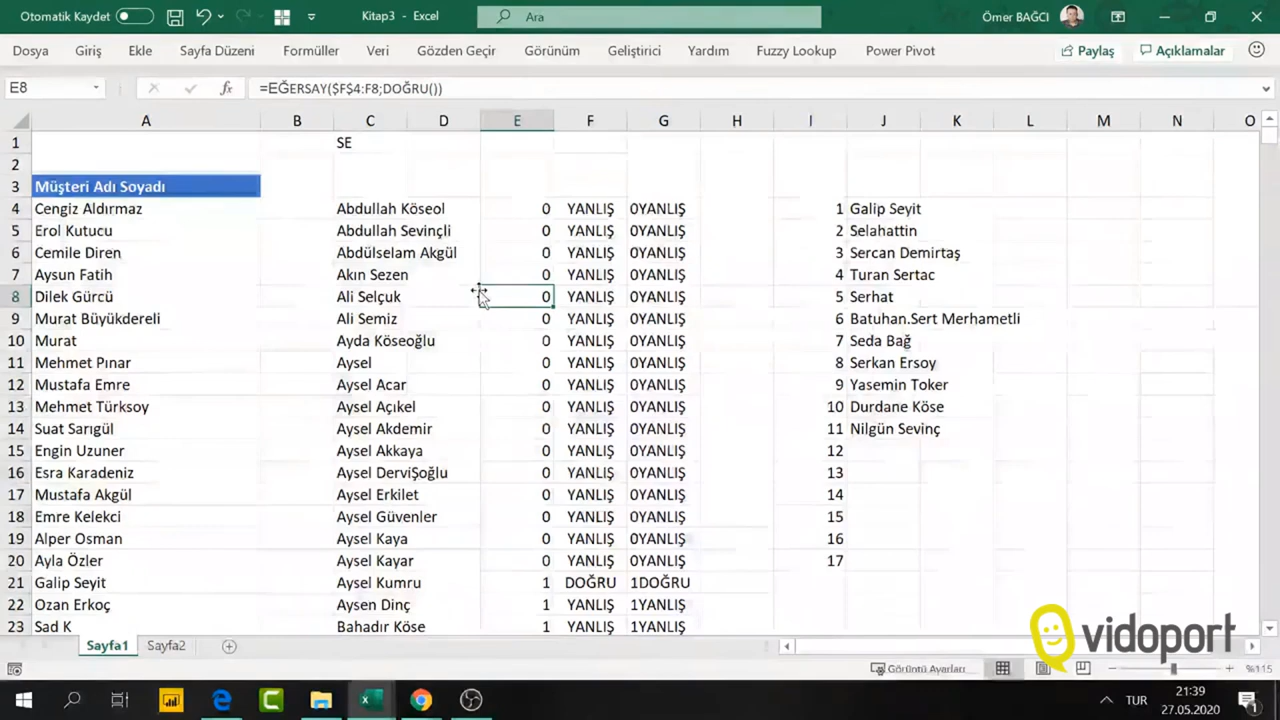 Otomatik Kaydet
Kitap3 - Excel
Ara
Ömer BAĞCI
Dosya Giriş Ekle Sayfa Düzeni Formüller Veri Gözden Geçir Görünüm Geliştirici Yardım Fuzzy Lookup Power Pivot Paylaş Açıklamalar
E8 fx =EĞERSAY($F$4:F8;DOĞRU())
A B C D E F G H I J K L M N O
1 SE
2
3 Müşteri Adı Soyadı
4 Cengiz Aldırmaz Abdullah Köseol 0 YANLIŞ 0YANLIŞ 1 Galip Seyit
5 Erol Kutucu Abdullah Sevinçli 0 YANLIŞ 0YANLIŞ 2 Selahattin
6 Cemile Diren Abdülselam Akgül 0 YANLIŞ 0YANLIŞ 3 Sercan Demirtaş
7 Aysun Fatih Akın Sezen 0 YANLIŞ 0YANLIŞ 4 Turan Sertac
8 Dilek Gürcü Ali Selçuk 0 YANLIŞ 0YANLIŞ 5 Serhat
9 Murat Büyükdereli Ali Semiz 0 YANLIŞ 0YANLIŞ 6 Batuhan.Sert Merhametli
10 Murat Ayda Köseoğlu 0 YANLIŞ 0YANLIŞ 7 Seda Bağ
11 Mehmet Pınar Aysel 0 YANLIŞ 0YANLIŞ 8 Serkan Ersoy
12 Mustafa Emre Aysel Acar 0 YANLIŞ 0YANLIŞ 9 Yasemin Toker
13 Mehmet Türksoy Aysel Açıkel 0 YANLIŞ 0YANLIŞ 10 Durdane Köse
14 Suat Sarıgül Aysel Akdemir 0 YANLIŞ 0YANLIŞ 11 Nilgün Sevinç
15 Engin Uzuner Aysel Akkaya 0 YANLIŞ 0YANLIŞ 12
16 Esra Karadeniz Aysel DerviŞoğlu 0 YANLIŞ 0YANLIŞ 13
17 Mustafa Akgül Aysel Erkilet 0 YANLIŞ 0YANLIŞ 14
18 Emre Kelekci Aysel Güvenler 0 YANLIŞ 0YANLIŞ 15
19 Alper Osman Aysel Kaya 0 YANLIŞ 0YANLIŞ 16
20 Ayla Özler Aysel Kayar 0 YANLIŞ 0YANLIŞ 17
21 Galip Seyit Aysel Kumru 1 DOĞRU 1DOĞRU
22 Ozan Erkoç Aysen Dinç 1 YANLIŞ 1YANLIŞ
23 Sad K Bahadır Köse 1 YANLIŞ 1YANLIŞ
vidoport
Sayfa1 Sayfa2
Görüntü Ayarları %115
TUR 21:39
27.05.2020